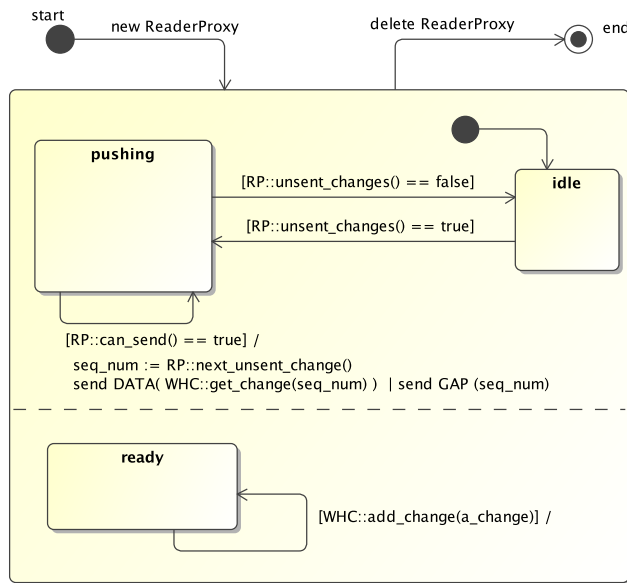 start
new ReaderProxy
delete ReaderProxy
end
pushing
idle
[RP::unsent_changes() == false]
[RP::unsent_changes() == true]
[RP::can_send() == true] /
seq_num := RP::next_unsent_change()
send DATA( WHC::get_change(seq_num) ) | send GAP (seq_num)
ready
[WHC::add_change(a_change)] /